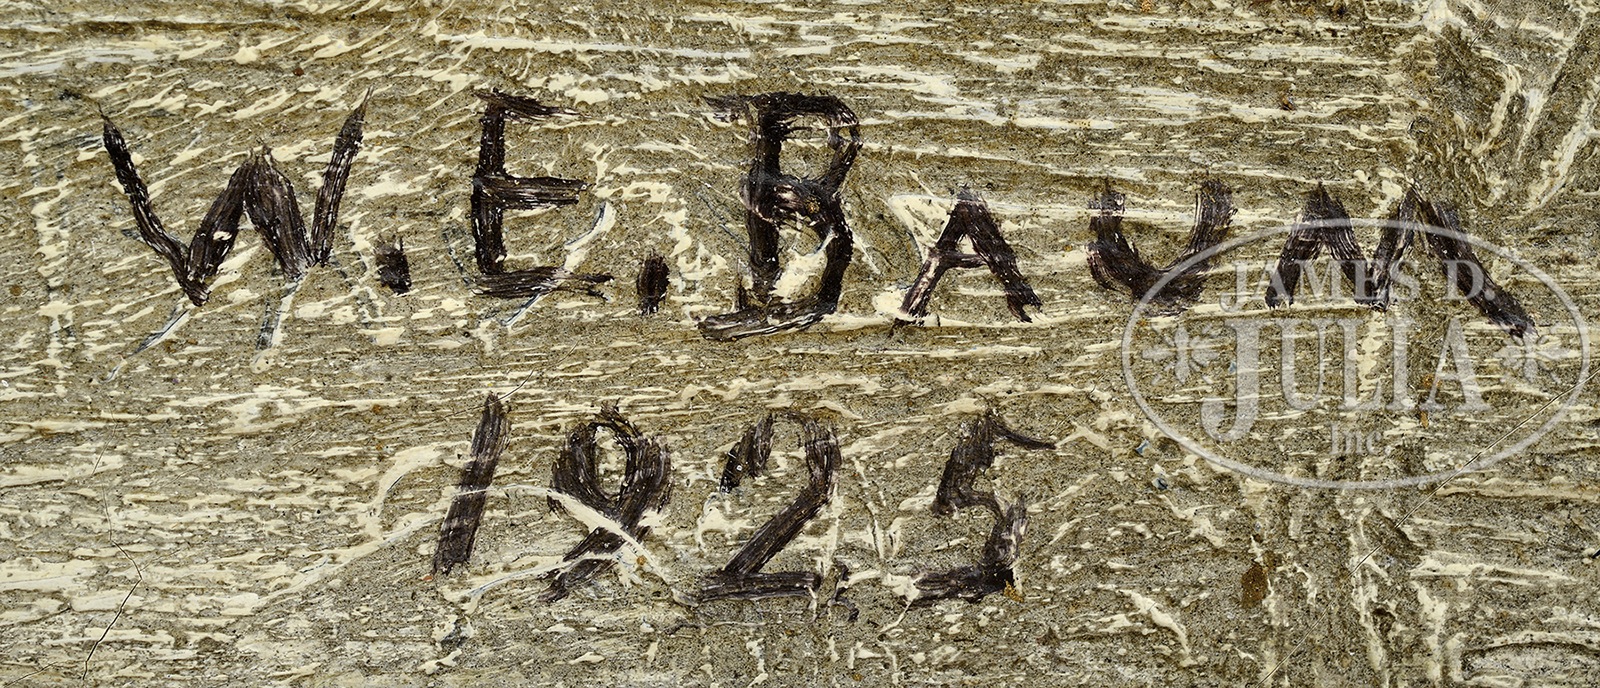 W. E. BAUM
1925
JAMES D.
JULIA
Inc